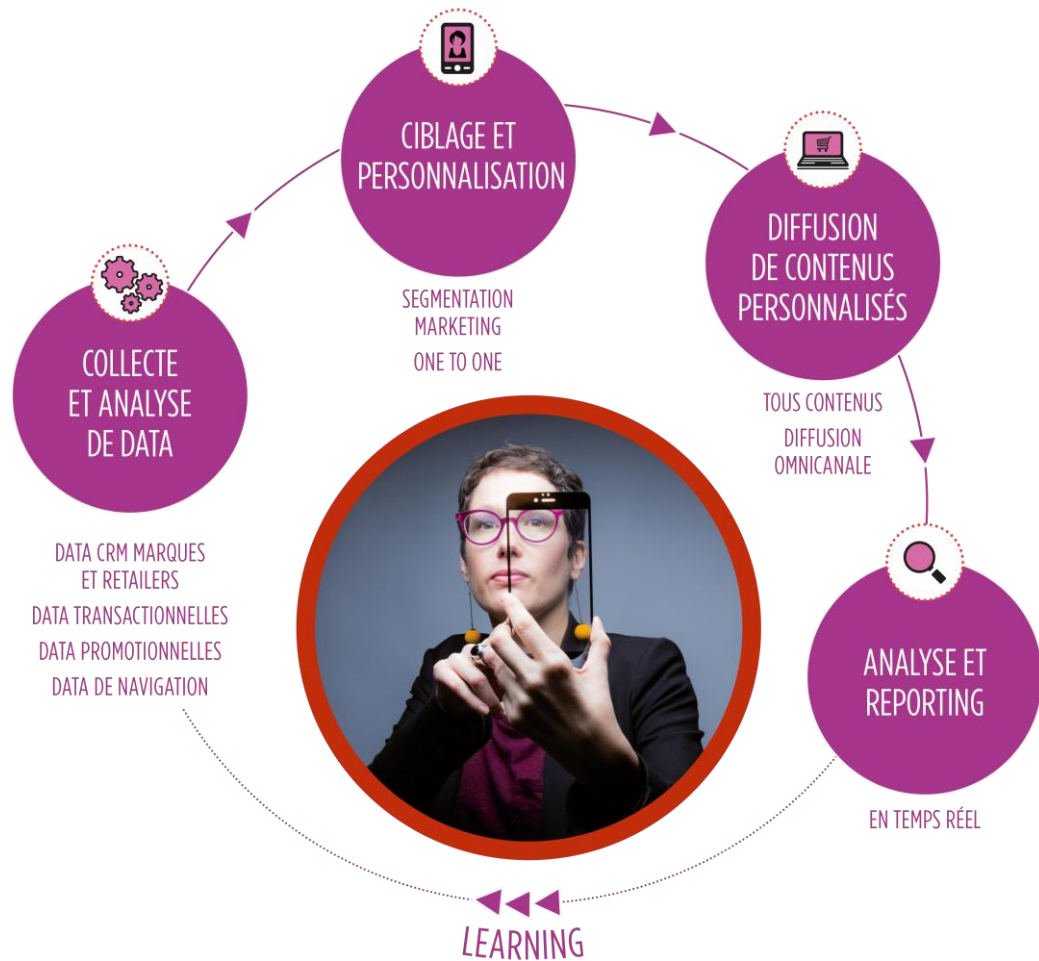 CIBLAGE ET
PERSONNALISATION
SEGMENTATION
MARKETING
ONE TO ONE
DIFFUSION
DE CONTENUS
PERSONNALISÉS
TOUS CONTENUS
DIFFUSION
OMNICANALE
COLLECTE
ET ANALYSE
DE DATA
DATA CRM MARQUES
ET RETAILERS
DATA TRANSACTIONNELLES
DATA PROMOTIONNELLES
DATA DE NAVIGATION
ANALYSE ET
REPORTING
EN TEMPS RÉEL
LEARNING